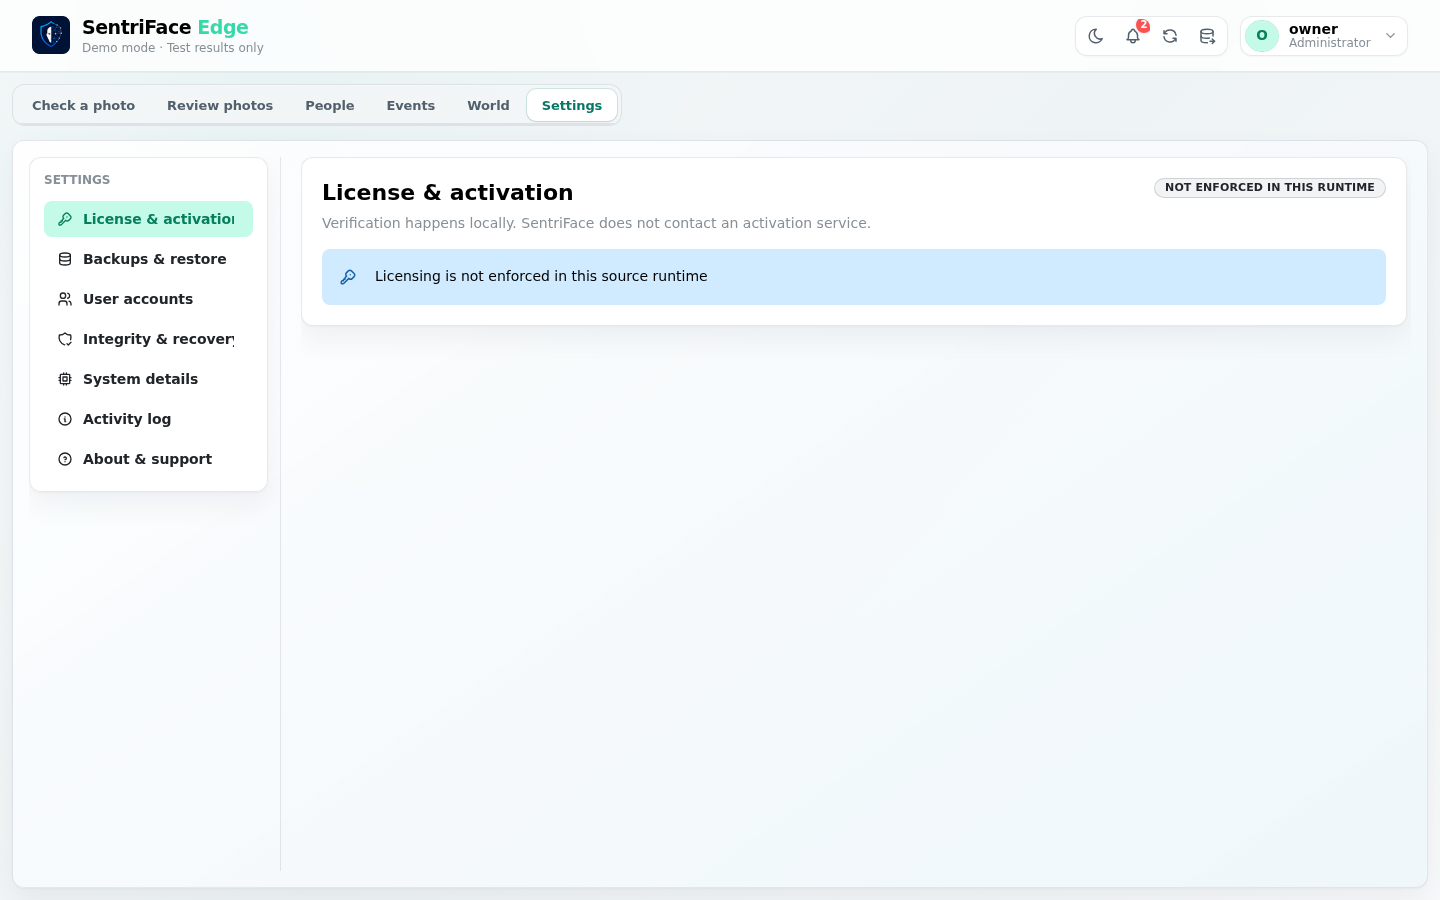 SentriFace Edge
Demo mode · Test results only
2
O
owner
Administrator
Check a photo
Review photos
People
Events
World
Settings
SETTINGS
License & activation
Backups & restore
User accounts
Integrity & recovery
System details
Activity log
About & support
License & activation
NOT ENFORCED IN THIS RUNTIME
Verification happens locally. SentriFace does not contact an activation service.
Licensing is not enforced in this source runtime